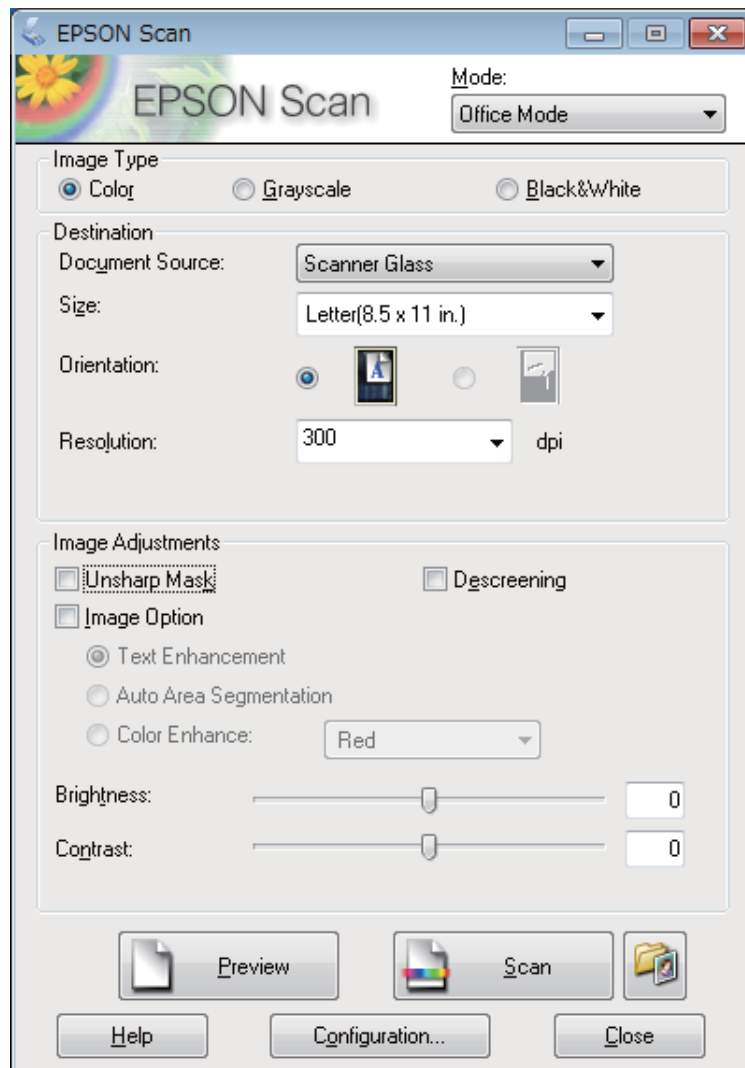 EPSON Scan
EPSON Scan
Mode:
Office Mode
Image Type
Color Grayscale Black&White
Destination
Document Source: Scanner Glass
Size: Letter(8.5 x 11 in.)
Orientation: A
Resolution: 300 dpi
Image Adjustments
Unsharp Mask Descreening
Image Option
Text Enhancement
Auto Area Segmentation
Color Enhance: Red
Brightness: 0
Contrast: 0
Preview Scan
Help Configuration... Close